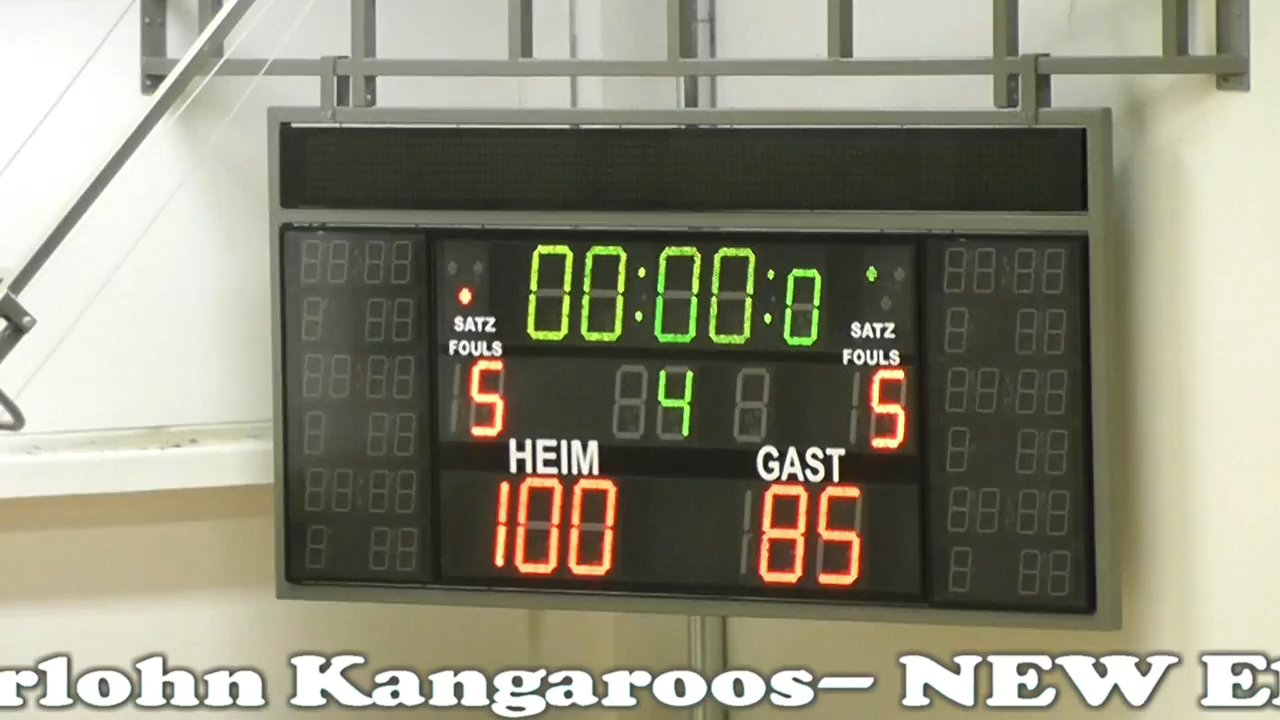 00:00:0
SATZ SATZ
FOULS FOULS
5 4 5
HEIM GAST
100 85
rlohn Kangaroos– NEW